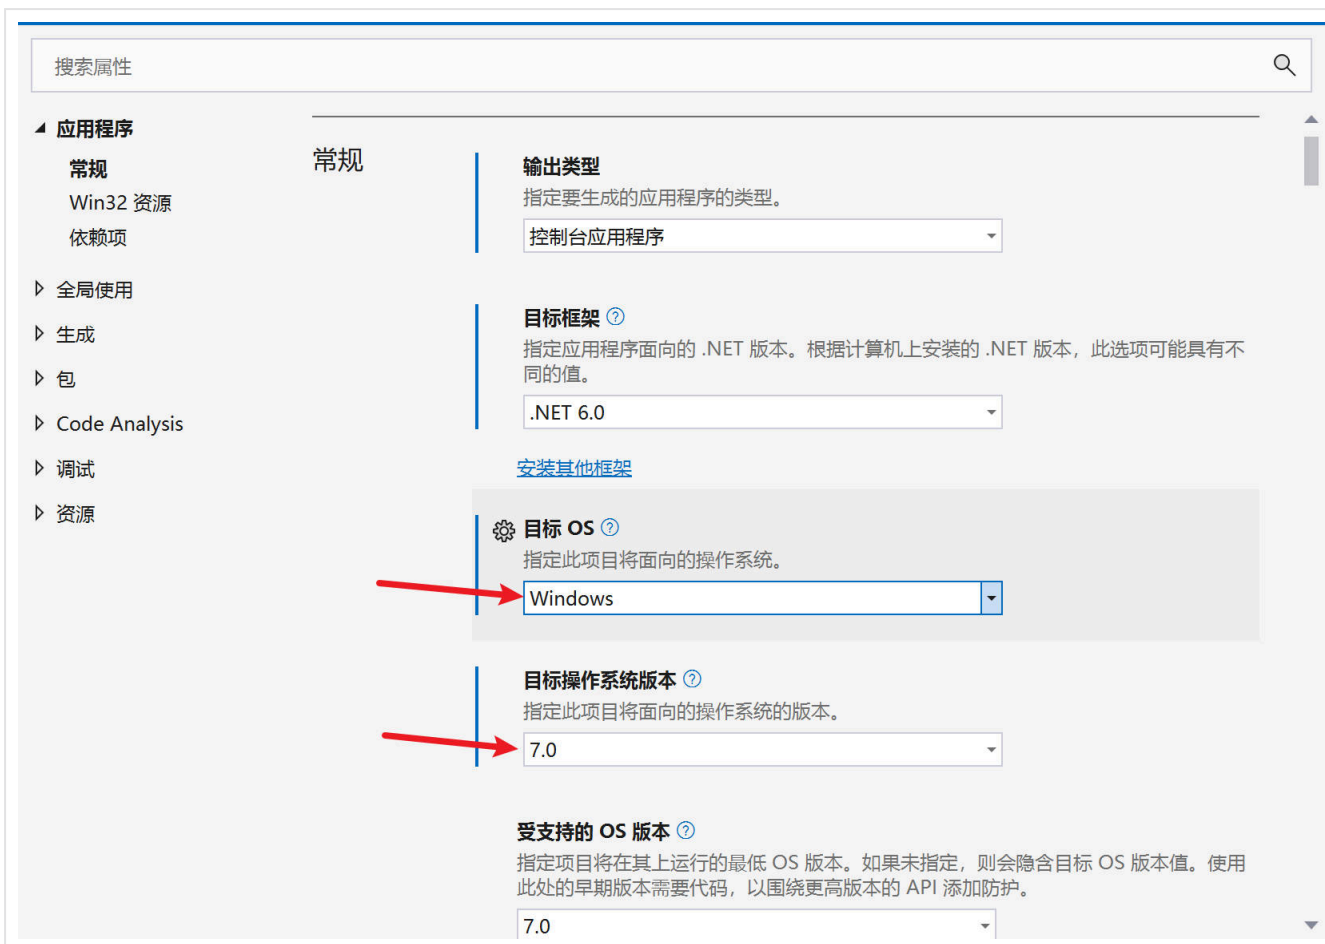 搜索属性
应用程序
常规
Win32 资源
依赖项
全局使用
生成
包
Code Analysis
调试
资源
常规
输出类型
指定要生成的应用程序的类型。
控制台应用程序
目标框架
指定应用程序面向的 .NET 版本。根据计算机上安装的 .NET 版本，此选项可能具有不
同的值。
.NET 6.0
安装其他框架
目标 OS
指定此项目将面向的操作系统。
Windows
目标操作系统版本
指定此项目将面向的操作系统的版本。
7.0
受支持的 OS 版本
指定项目将在其上运行的最低 OS 版本。如果未指定，则会隐含目标 OS 版本值。使用
此处的早期版本需要代码，以围绕更高版本的 API 添加防护。
7.0